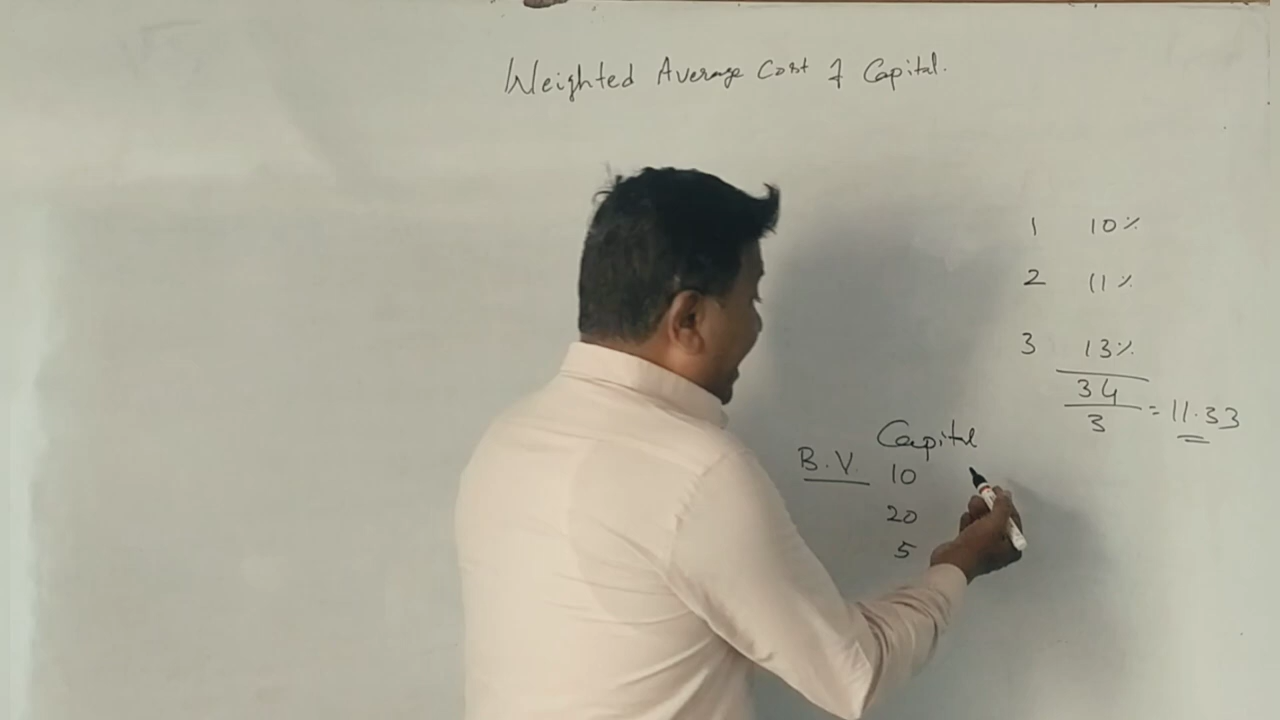 Weighted Average Cost of Capital.
1 10%
2 11%
3 13%
34
3 = 11.33
Capital
B.V. 10
20
5